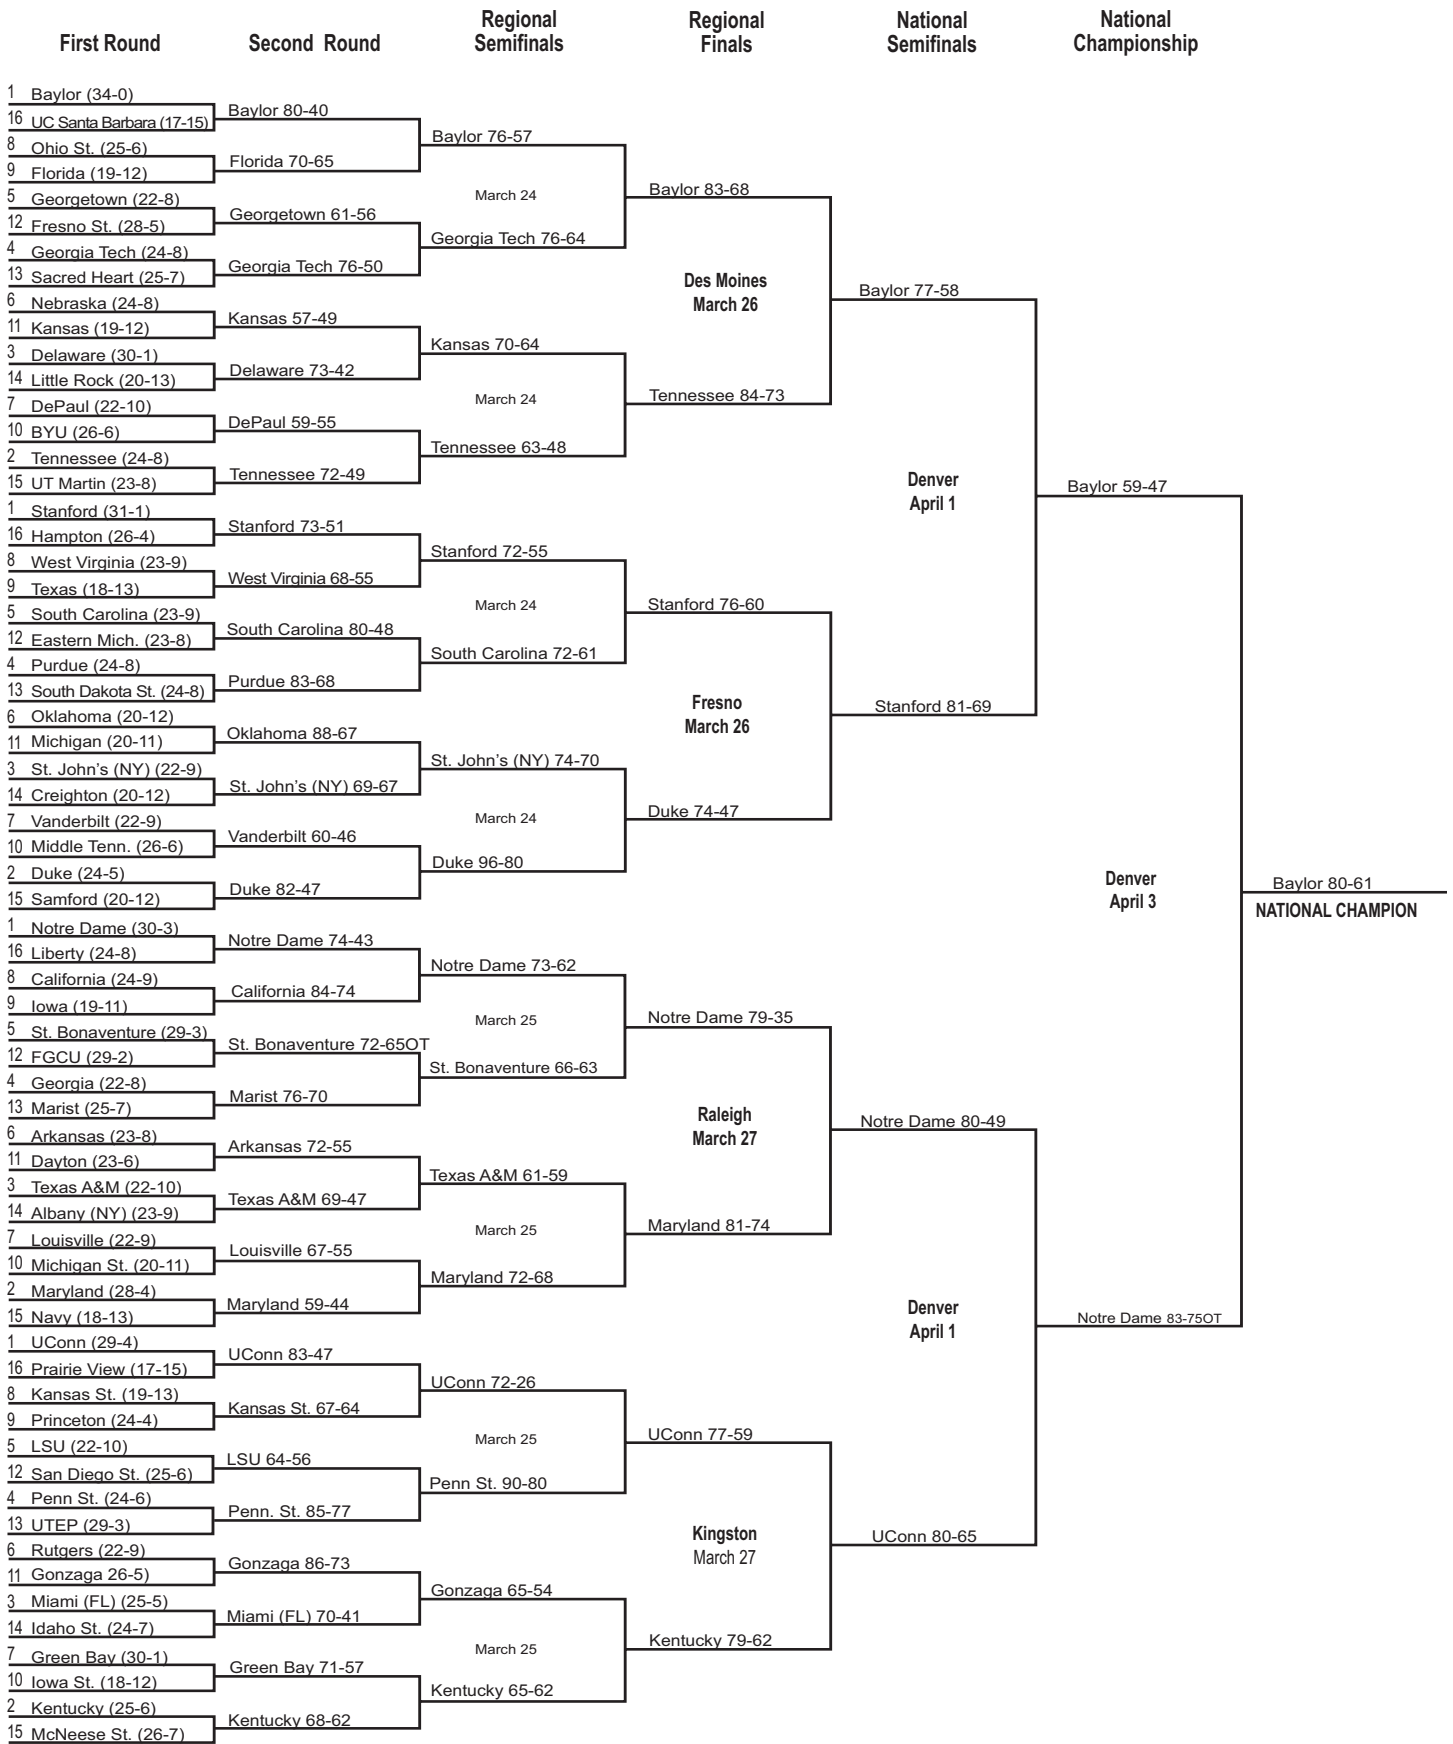 First Round
Second Round
Regional
Semifinals
Regional
Finals
National
Semifinals
National
Championship
1 Baylor (34-0)
16 UC Santa Barbara (17-15)
8 Ohio St. (25-6)
9 Florida (19-12)
5 Georgetown (22-8)
12 Fresno St. (28-5)
4 Georgia Tech (24-8)
13 Sacred Heart (25-7)
6 Nebraska (24-8)
11 Kansas (19-12)
3 Delaware (30-1)
14 Little Rock (20-13)
7 DePaul (22-10)
10 BYU (26-6)
2 Tennessee (24-8)
15 UT Martin (23-8)
1 Stanford (31-1)
16 Hampton (26-4)
8 West Virginia (23-9)
9 Texas (18-13)
5 South Carolina (23-9)
12 Eastern Mich. (23-8)
4 Purdue (24-8)
13 South Dakota St. (24-8)
6 Oklahoma (20-12)
11 Michigan (20-11)
3 St. John’s (NY) (22-9)
14 Creighton (20-12)
7 Vanderbilt (22-9)
10 Middle Tenn. (26-6)
2 Duke (24-5)
15 Samford (20-12)
1 Notre Dame (30-3)
16 Liberty (24-8)
8 California (24-9)
9 Iowa (19-11)
5 St. Bonaventure (29-3)
12 FGCU (29-2)
4 Georgia (22-8)
13 Marist (25-7)
6 Arkansas (23-8)
11 Dayton (23-6)
3 Texas A&M (22-10)
14 Albany (NY) (23-9)
7 Louisville (22-9)
10 Michigan St. (20-11)
2 Maryland (28-4)
15 Navy (18-13)
1 UConn (29-4)
16 Prairie View (17-15)
8 Kansas St. (19-13)
9 Princeton (24-4)
5 LSU (22-10)
12 San Diego St. (25-6)
4 Penn St. (24-6)
13 UTEP (29-3)
6 Rutgers (22-9)
11 Gonzaga 26-5)
3 Miami (FL) (25-5)
14 Idaho St. (24-7)
7 Green Bay (30-1)
10 Iowa St. (18-12)
2 Kentucky (25-6)
15 McNeese St. (26-7)
Baylor 80-40
Florida 70-65
Georgetown 61-56
Georgia Tech 76-50
Kansas 57-49
Delaware 73-42
DePaul 59-55
Tennessee 72-49
Stanford 73-51
West Virginia 68-55
South Carolina 80-48
Purdue 83-68
Oklahoma 88-67
St. John’s (NY) 69-67
Vanderbilt 60-46
Duke 82-47
Notre Dame 74-43
California 84-74
St. Bonaventure 72-65OT
Marist 76-70
Arkansas 72-55
Texas A&M 69-47
Louisville 67-55
Maryland 59-44
UConn 83-47
Kansas St. 67-64
LSU 64-56
Penn. St. 85-77
Gonzaga 86-73
Miami (FL) 70-41
Green Bay 71-57
Kentucky 68-62
Baylor 76-57
March 24
Georgia Tech 76-64
Kansas 70-64
March 24
Tennessee 63-48
Stanford 72-55
March 24
South Carolina 72-61
St. John’s (NY) 74-70
March 24
Duke 96-80
Notre Dame 73-62
March 25
St. Bonaventure 66-63
Texas A&M 61-59
March 25
Maryland 72-68
UConn 72-26
March 25
Penn St. 90-80
Gonzaga 65-54
March 25
Kentucky 65-62
Baylor 83-68
Des Moines
March 26
Tennessee 84-73
Stanford 76-60
Fresno
March 26
Duke 74-47
Notre Dame 79-35
Raleigh
March 27
Maryland 81-74
UConn 77-59
Kingston
March 27
Kentucky 79-62
Baylor 77-58
Denver
April 1
Stanford 81-69
Notre Dame 80-49
Denver
April 1
UConn 80-65
Baylor 59-47
Denver
April 3
Notre Dame 83-75OT
Baylor 80-61
NATIONAL CHAMPION